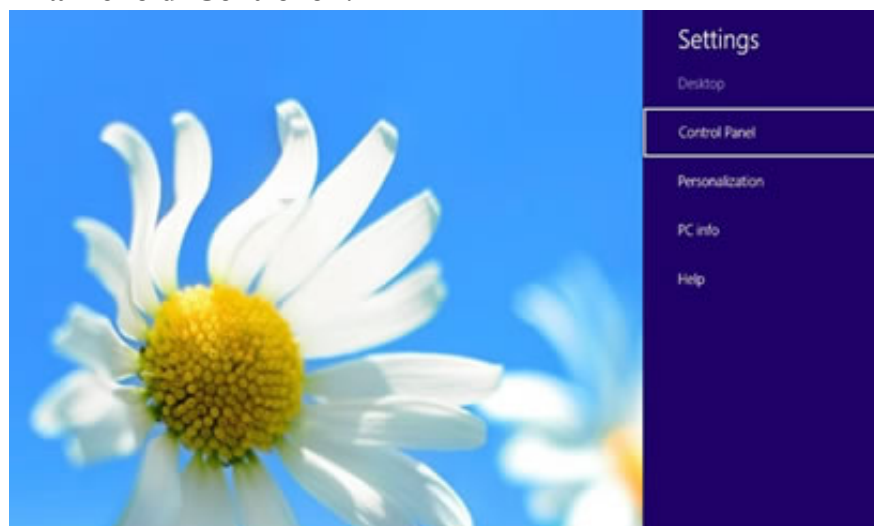 Settings
Desktop
Control Panel
Personalization
PC info
Help